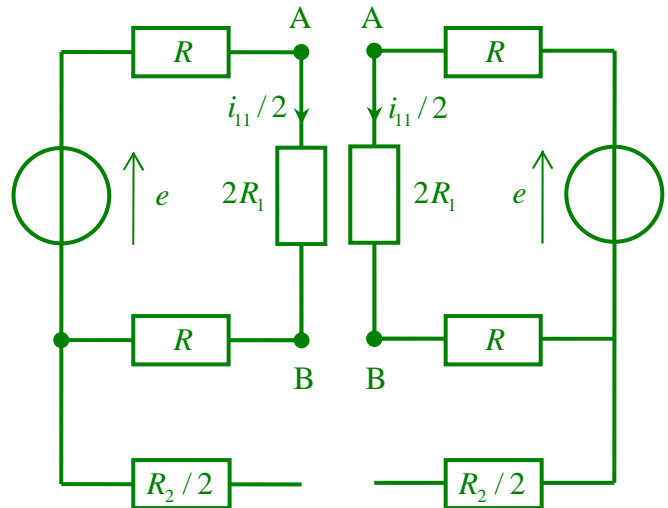 A A
R R
i₁₁/2 i₁₁/2
e 2R₁ 2R₁ e
R R
B B
R₂/2 R₂/2